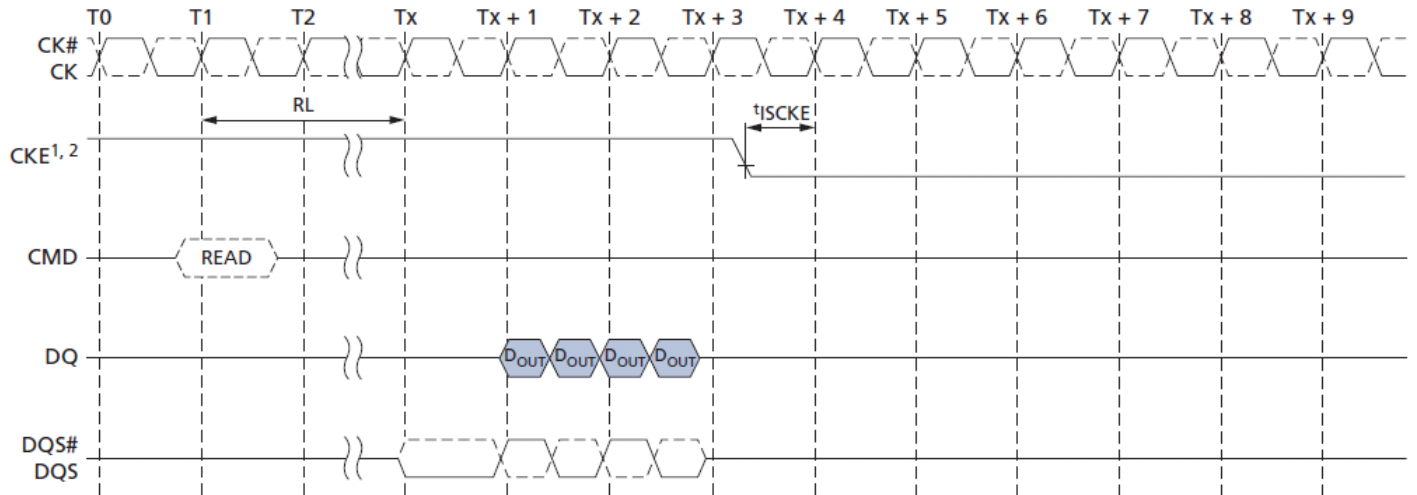 T0 T1 T2 Tx Tx + 1 Tx + 2 Tx + 3 Tx + 4 Tx + 5 Tx + 6 Tx + 7 Tx + 8 Tx + 9
CK#
CK
RL tISCKE
CKE1, 2
CMD READ
DQ DOUT DOUT DOUT DOUT
DQS#
DQS